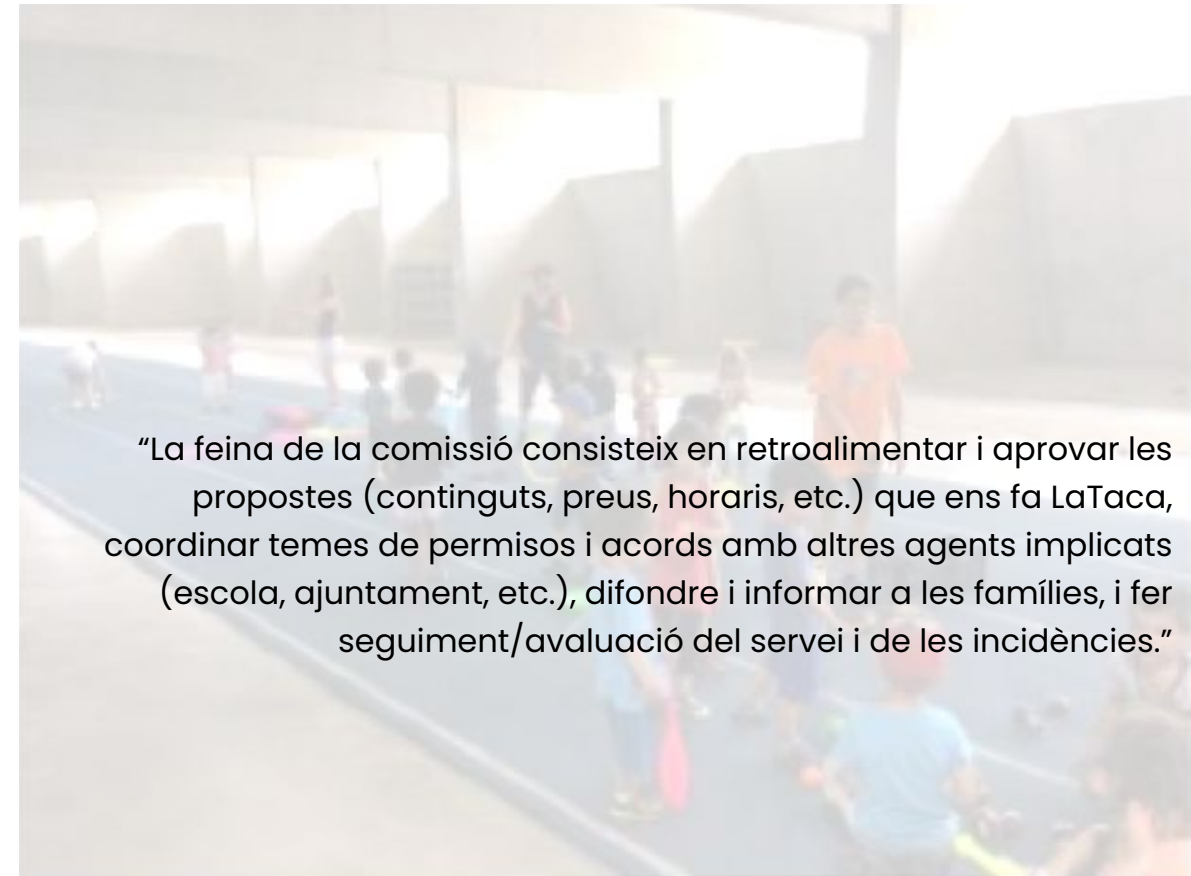 “La feina de la comissió consisteix en retroalimentar i aprovar les
propostes (continguts, preus, horaris, etc.) que ens fa LaTaca,
coordinar temes de permisos i acords amb altres agents implicats
(escola, ajuntament, etc.), difondre i informar a les famílies, i fer
seguiment/avaluació del servei i de les incidències.”